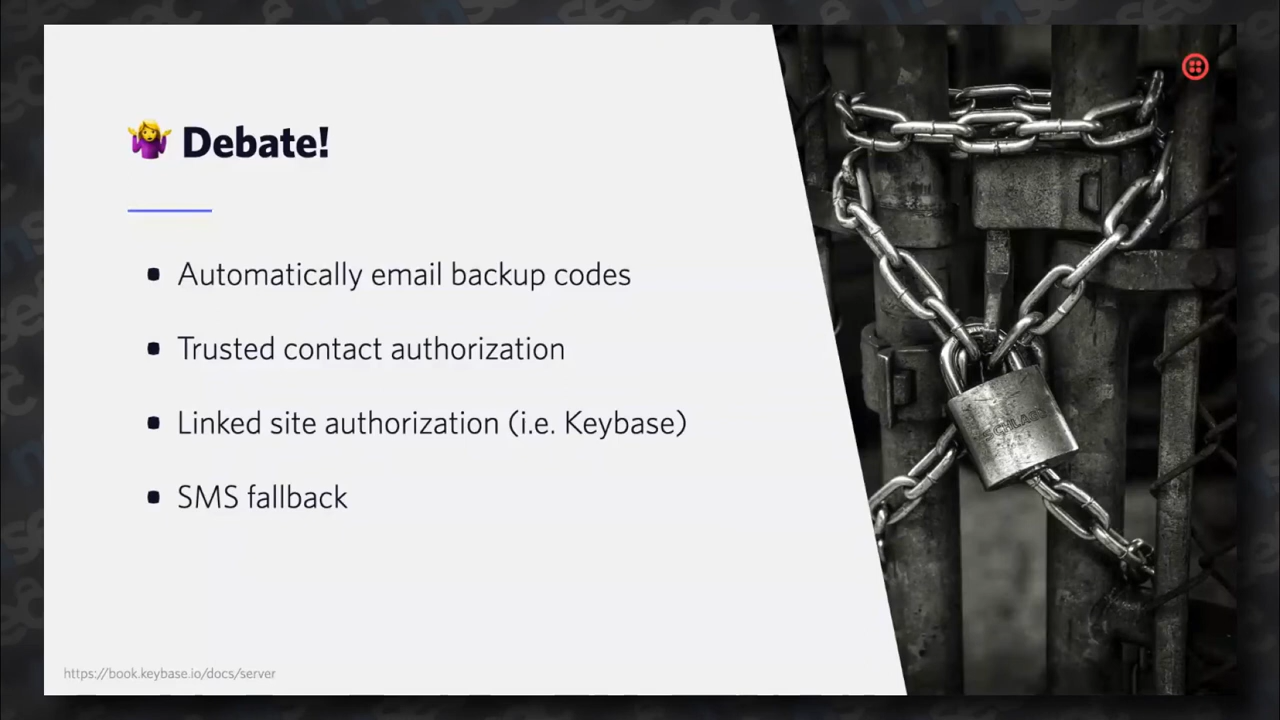 🤷‍♀️ Debate!
Automatically email backup codes
Trusted contact authorization
Linked site authorization (i.e. Keybase)
SMS fallback
https://book.keybase.io/docs/server